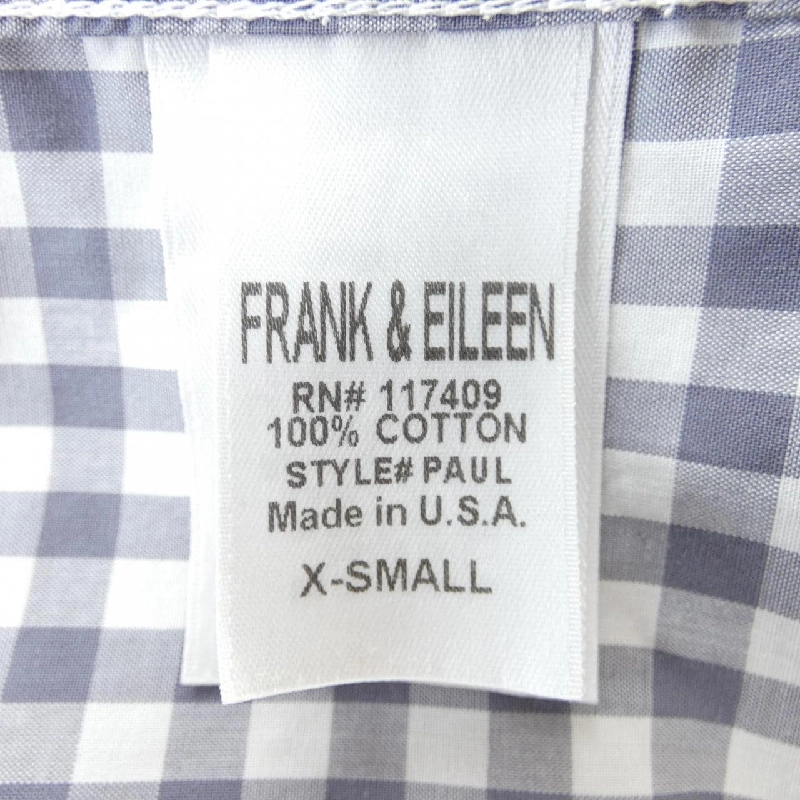 FRANK & EILEEN
RN# 117409
100% COTTON
STYLE# PAUL
Made in U.S.A.
X-SMALL